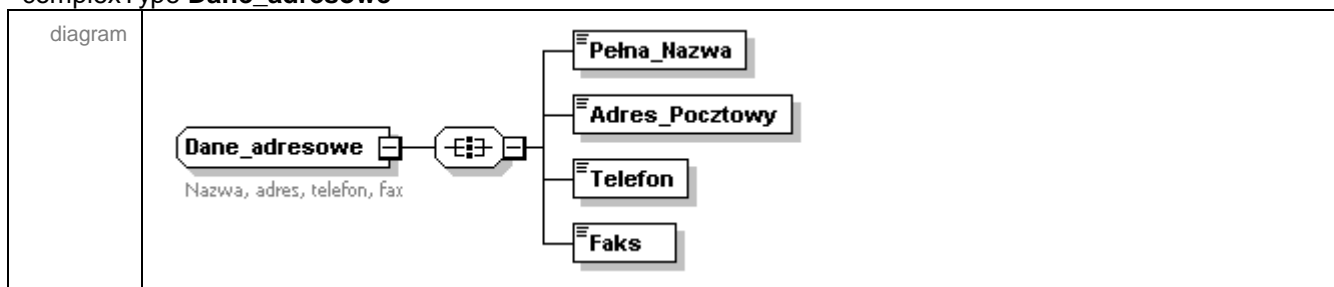 complexType Dane_adresowe
diagram
Pełna_Nazwa
Adres_Pocztowy
Dane_adresowe
Nazwa, adres, telefon, fax
Telefon
Faks